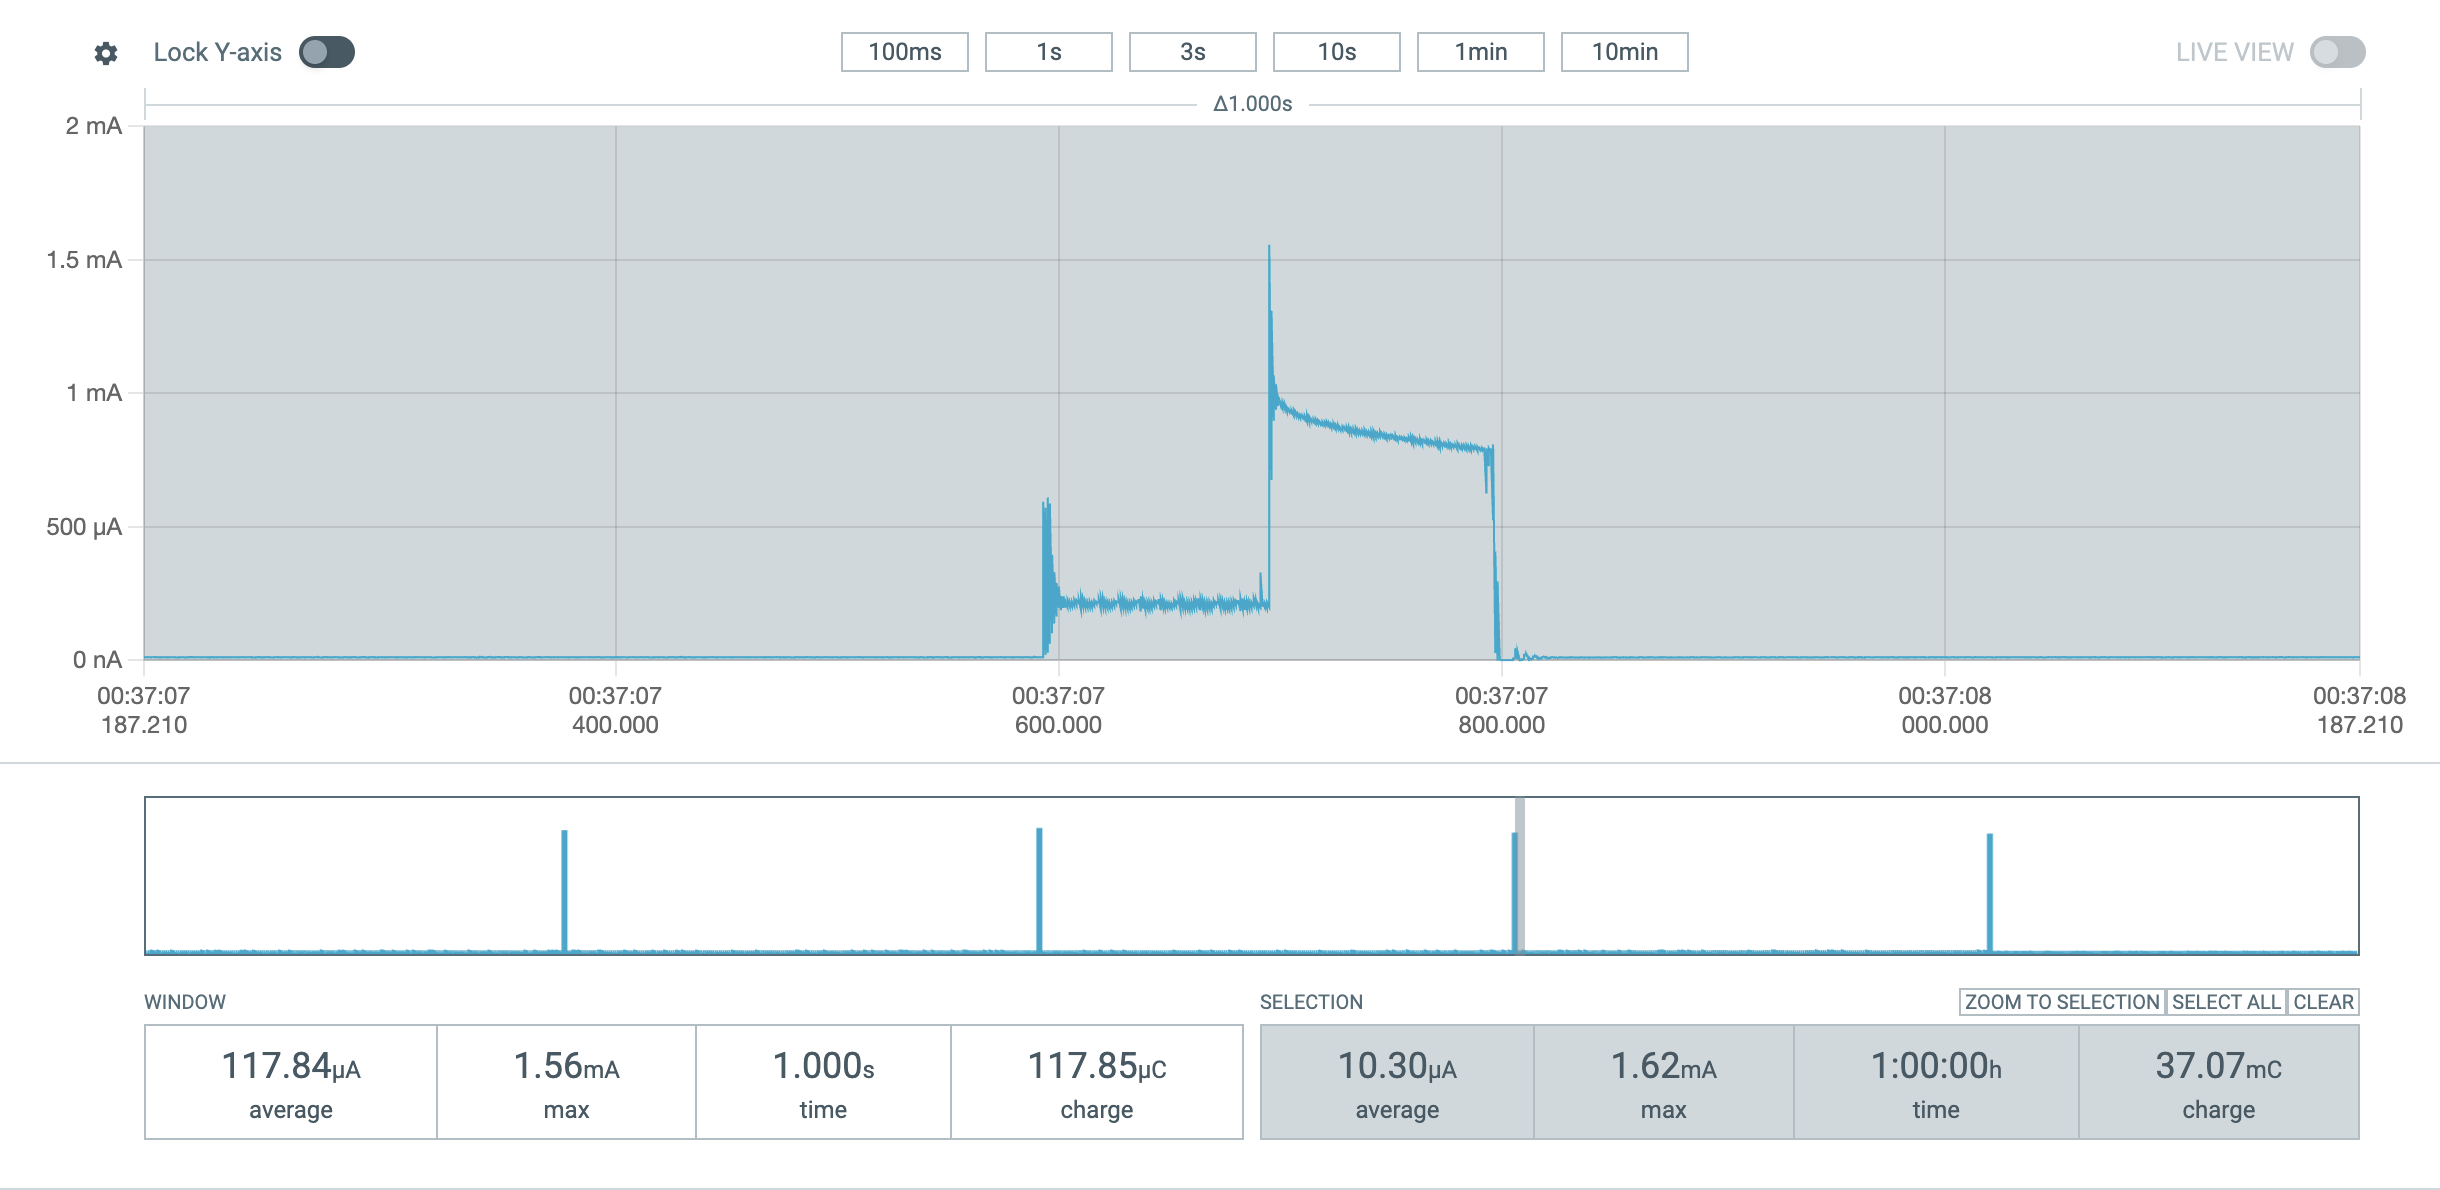 Lock Y-axis
100ms
1s
3s
10s
1min
10min
LIVE VIEW
Δ1.000s
2 mA
1.5 mA
1 mA
500 µA
0 nA
00:37:07
187.210
00:37:07
400.000
00:37:07
600.000
00:37:07
800.000
00:37:08
000.000
00:37:08
187.210
WINDOW
117.84µA
average
1.56mA
max
1.000s
time
117.85µC
charge
SELECTION
ZOOM TO SELECTION
SELECT ALL
CLEAR
10.30µA
average
1.62mA
max
1:00:00h
time
37.07mC
charge